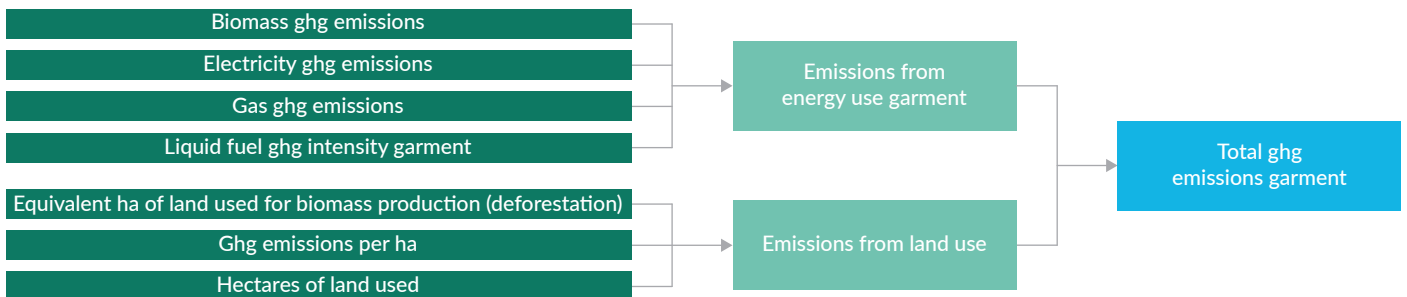 Biomass ghg emissions
Electricity ghg emissions
Gas ghg emissions
Liquid fuel ghg intensity garment
Equivalent ha of land used for biomass production (deforestation)
Ghg emissions per ha
Hectares of land used
Emissions from
energy use garment
Emissions from land use
Total ghg
emissions garment